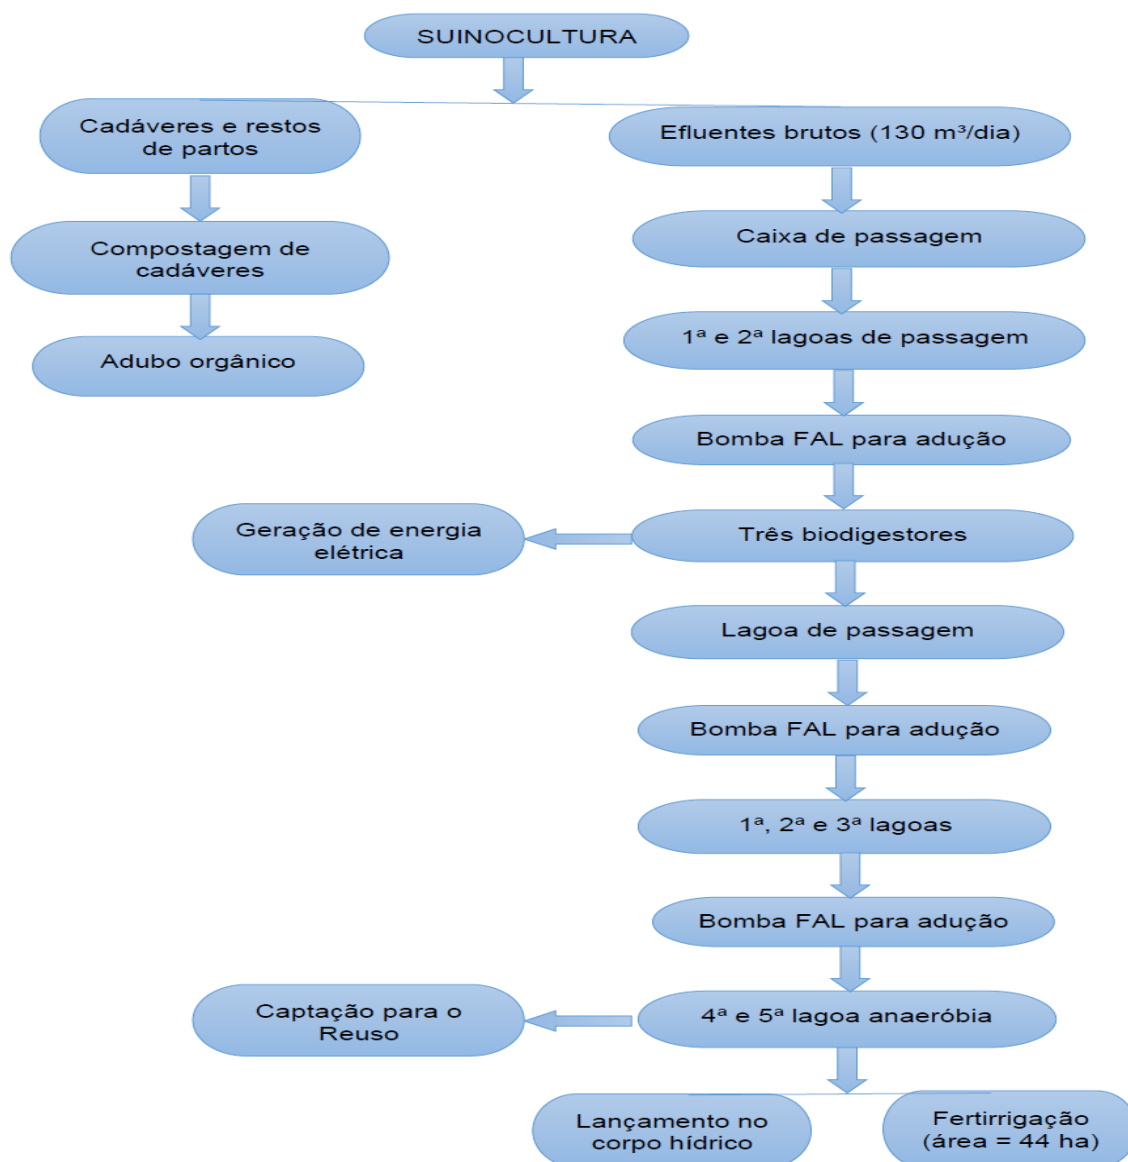 SUINOCULTURA
Cadáveres e restos
de partos
Compostagem de
cadáveres
Adubo orgânico
Efluentes brutos (130 m³/dia)
Caixa de passagem
1ª e 2ª lagoas de passagem
Bomba FAL para adução
Três biodigestores
Geração de energia
elétrica
Lagoa de passagem
Bomba FAL para adução
1ª, 2ª e 3ª lagoas
Bomba FAL para adução
4ª e 5ª lagoa anaeróbia
Captação para o
Reuso
Lançamento no
corpo hídrico
Fertirrigação
(área = 44 ha)